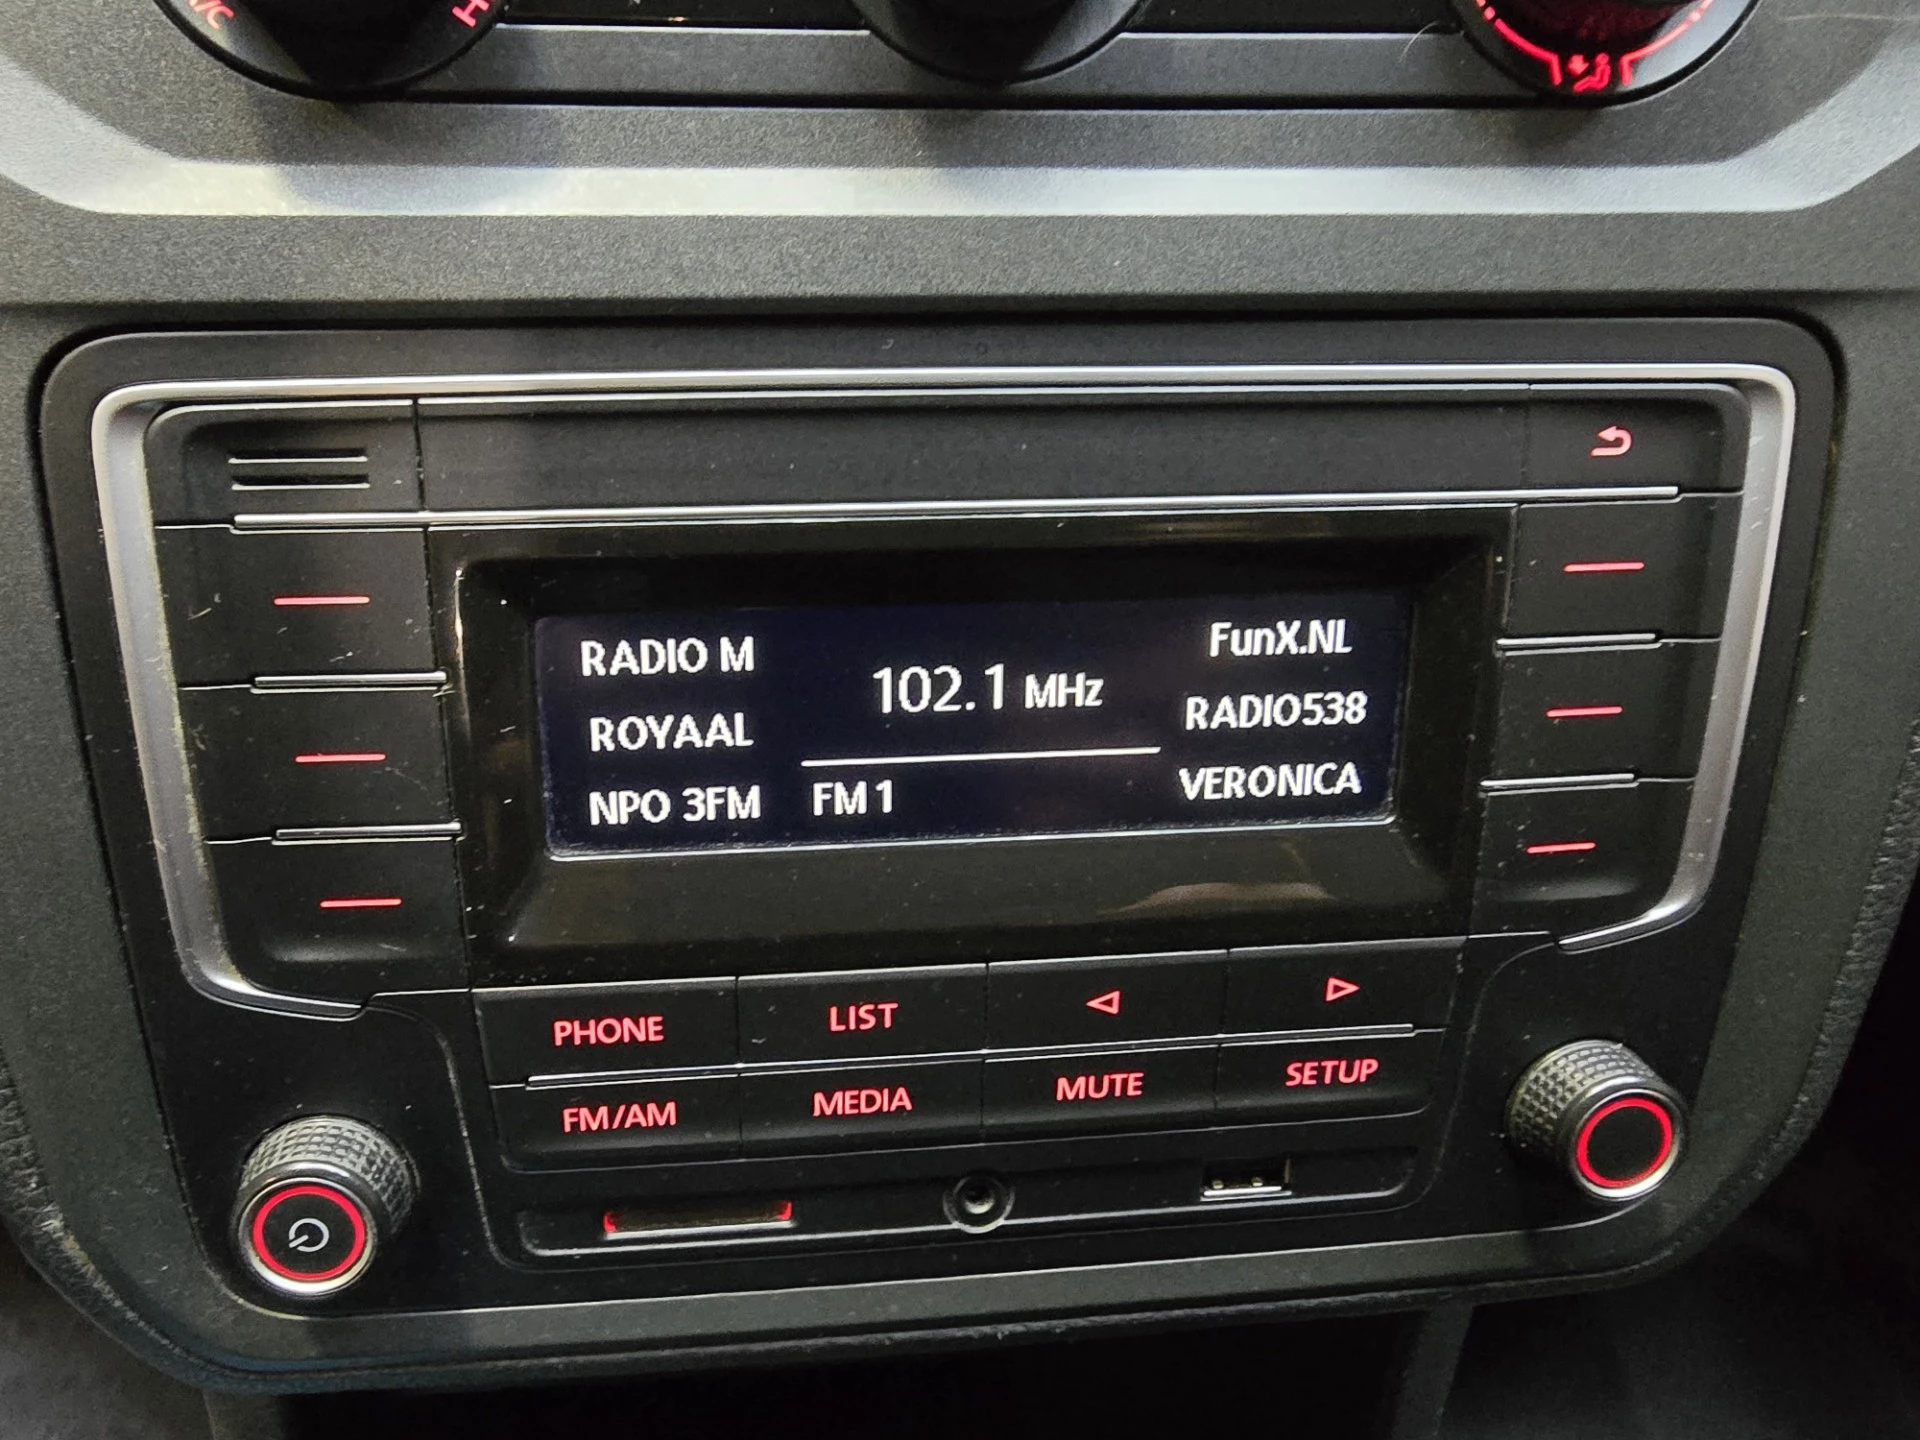 A/C
RADIO M
ROYAAL
NPO 3FM
102.1 MHz
FM 1
FunX.NL
RADIO538
VERONICA
PHONE
LIST
FM/AM
MEDIA
MUTE
SETUP